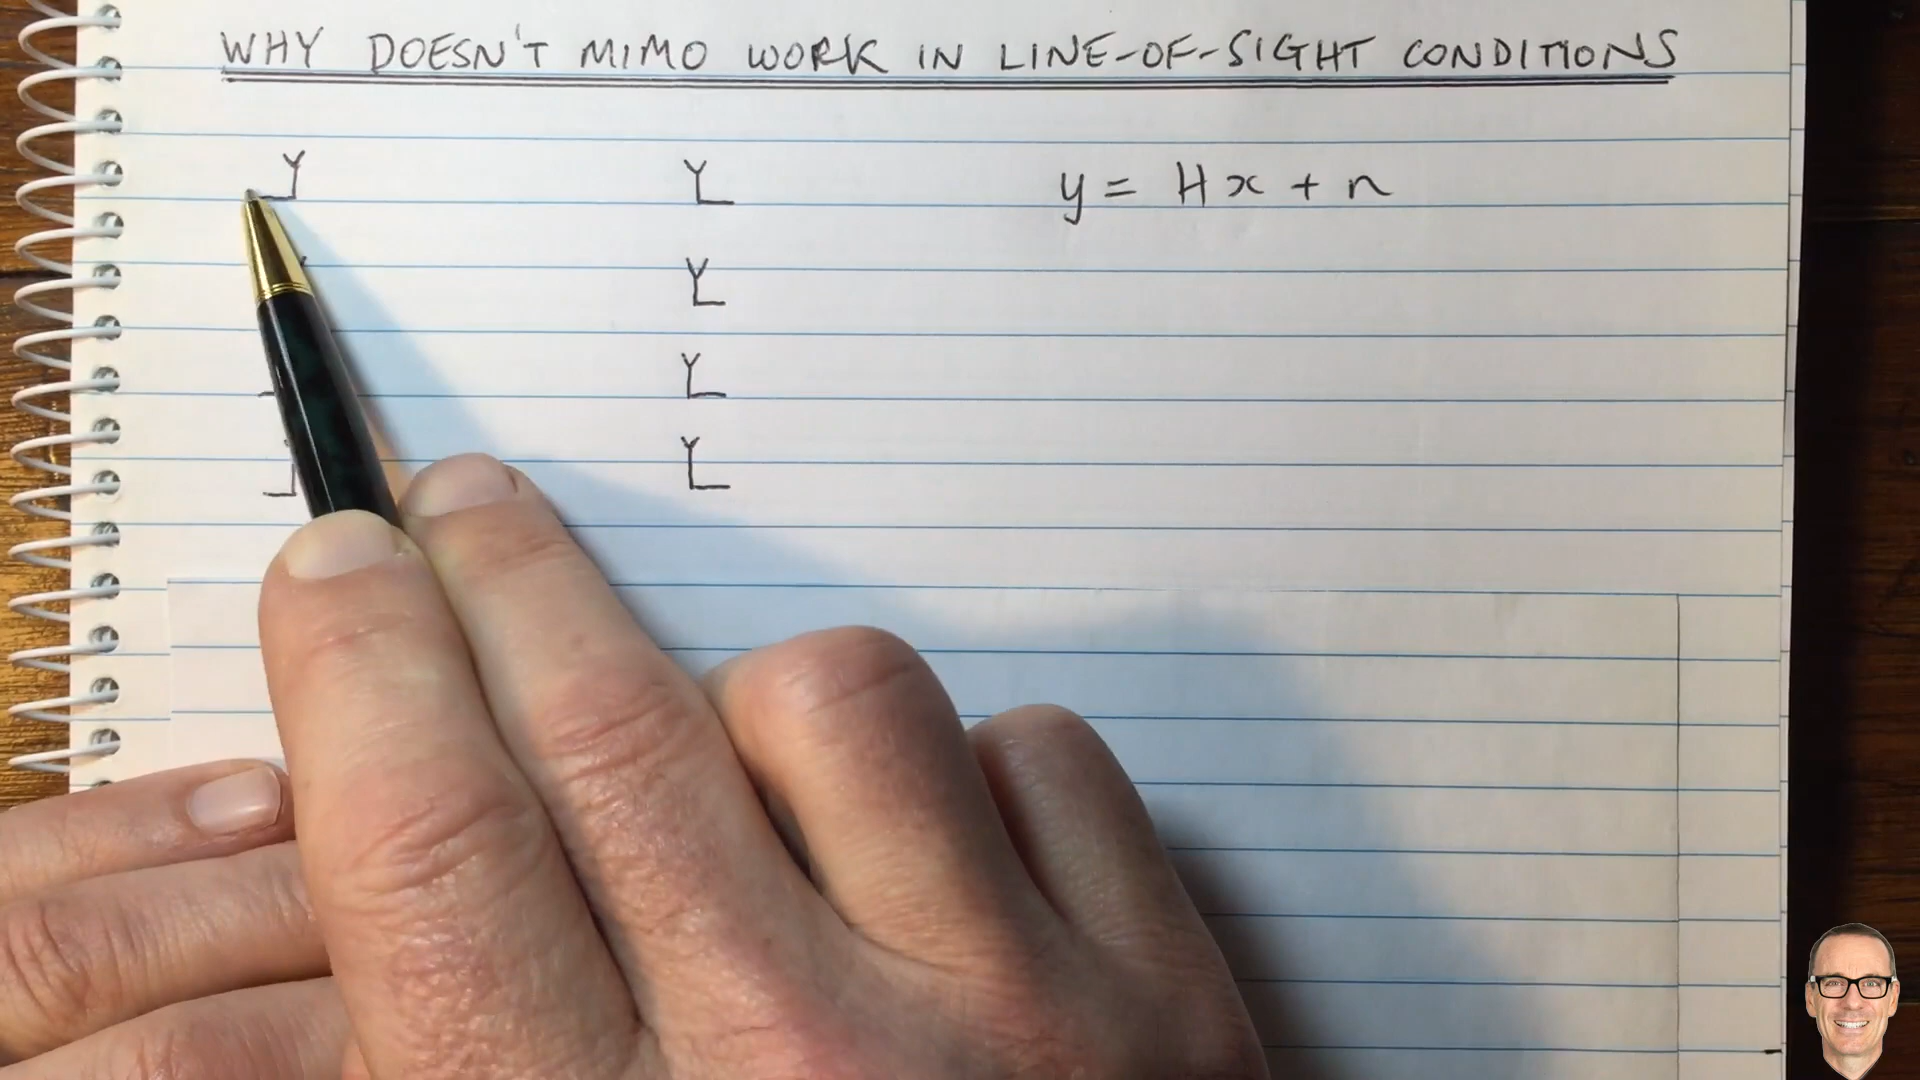 WHY DOESN'T MIMO WORK IN LINE-OF-SIGHT CONDITIONS
y = Hx + n